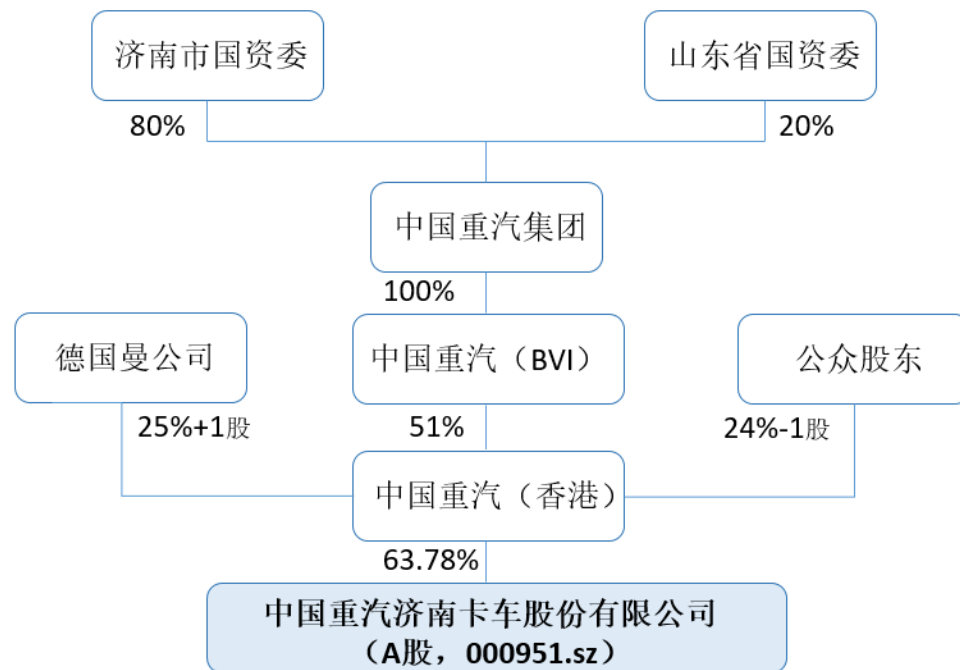 济南市国资委
山东省国资委
80%
20%
中国重汽集团
100%
德国曼公司
中国重汽（BVI）
公众股东
25%+1股
51%
24%-1股
中国重汽（香港）
63.78%
中国重汽济南卡车股份有限公司
（A股，000951.sz）